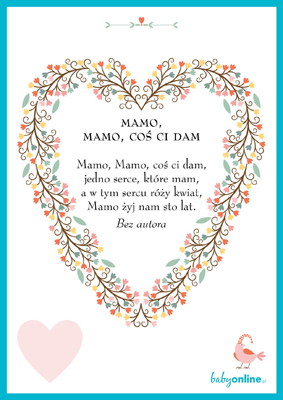 MAMO,
MAMO, COŚ CI DAM
Mamo, Mamo, coś ci dam,
jedno serce, które mam,
a w tym sercu róży kwiat,
Mamo żyj nam sto lat.
Bez autora
babyonline.pl